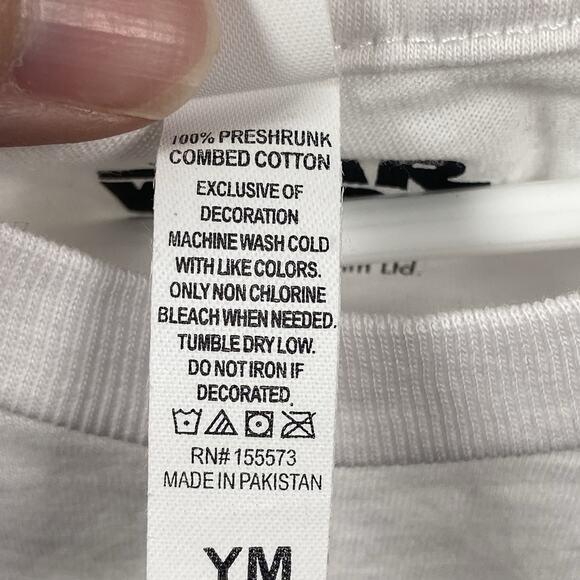 100% PRESHRUNK
COMBED COTTON
EXCLUSIVE OF
DECORATION
MACHINE WASH COLD
WITH LIKE COLORS.
ONLY NON CHLORINE
BLEACH WHEN NEEDED.
TUMBLE DRY LOW.
DO NOT IRON IF
DECORATED.
RN# 155573
MADE IN PAKISTAN
YM
Ltd.